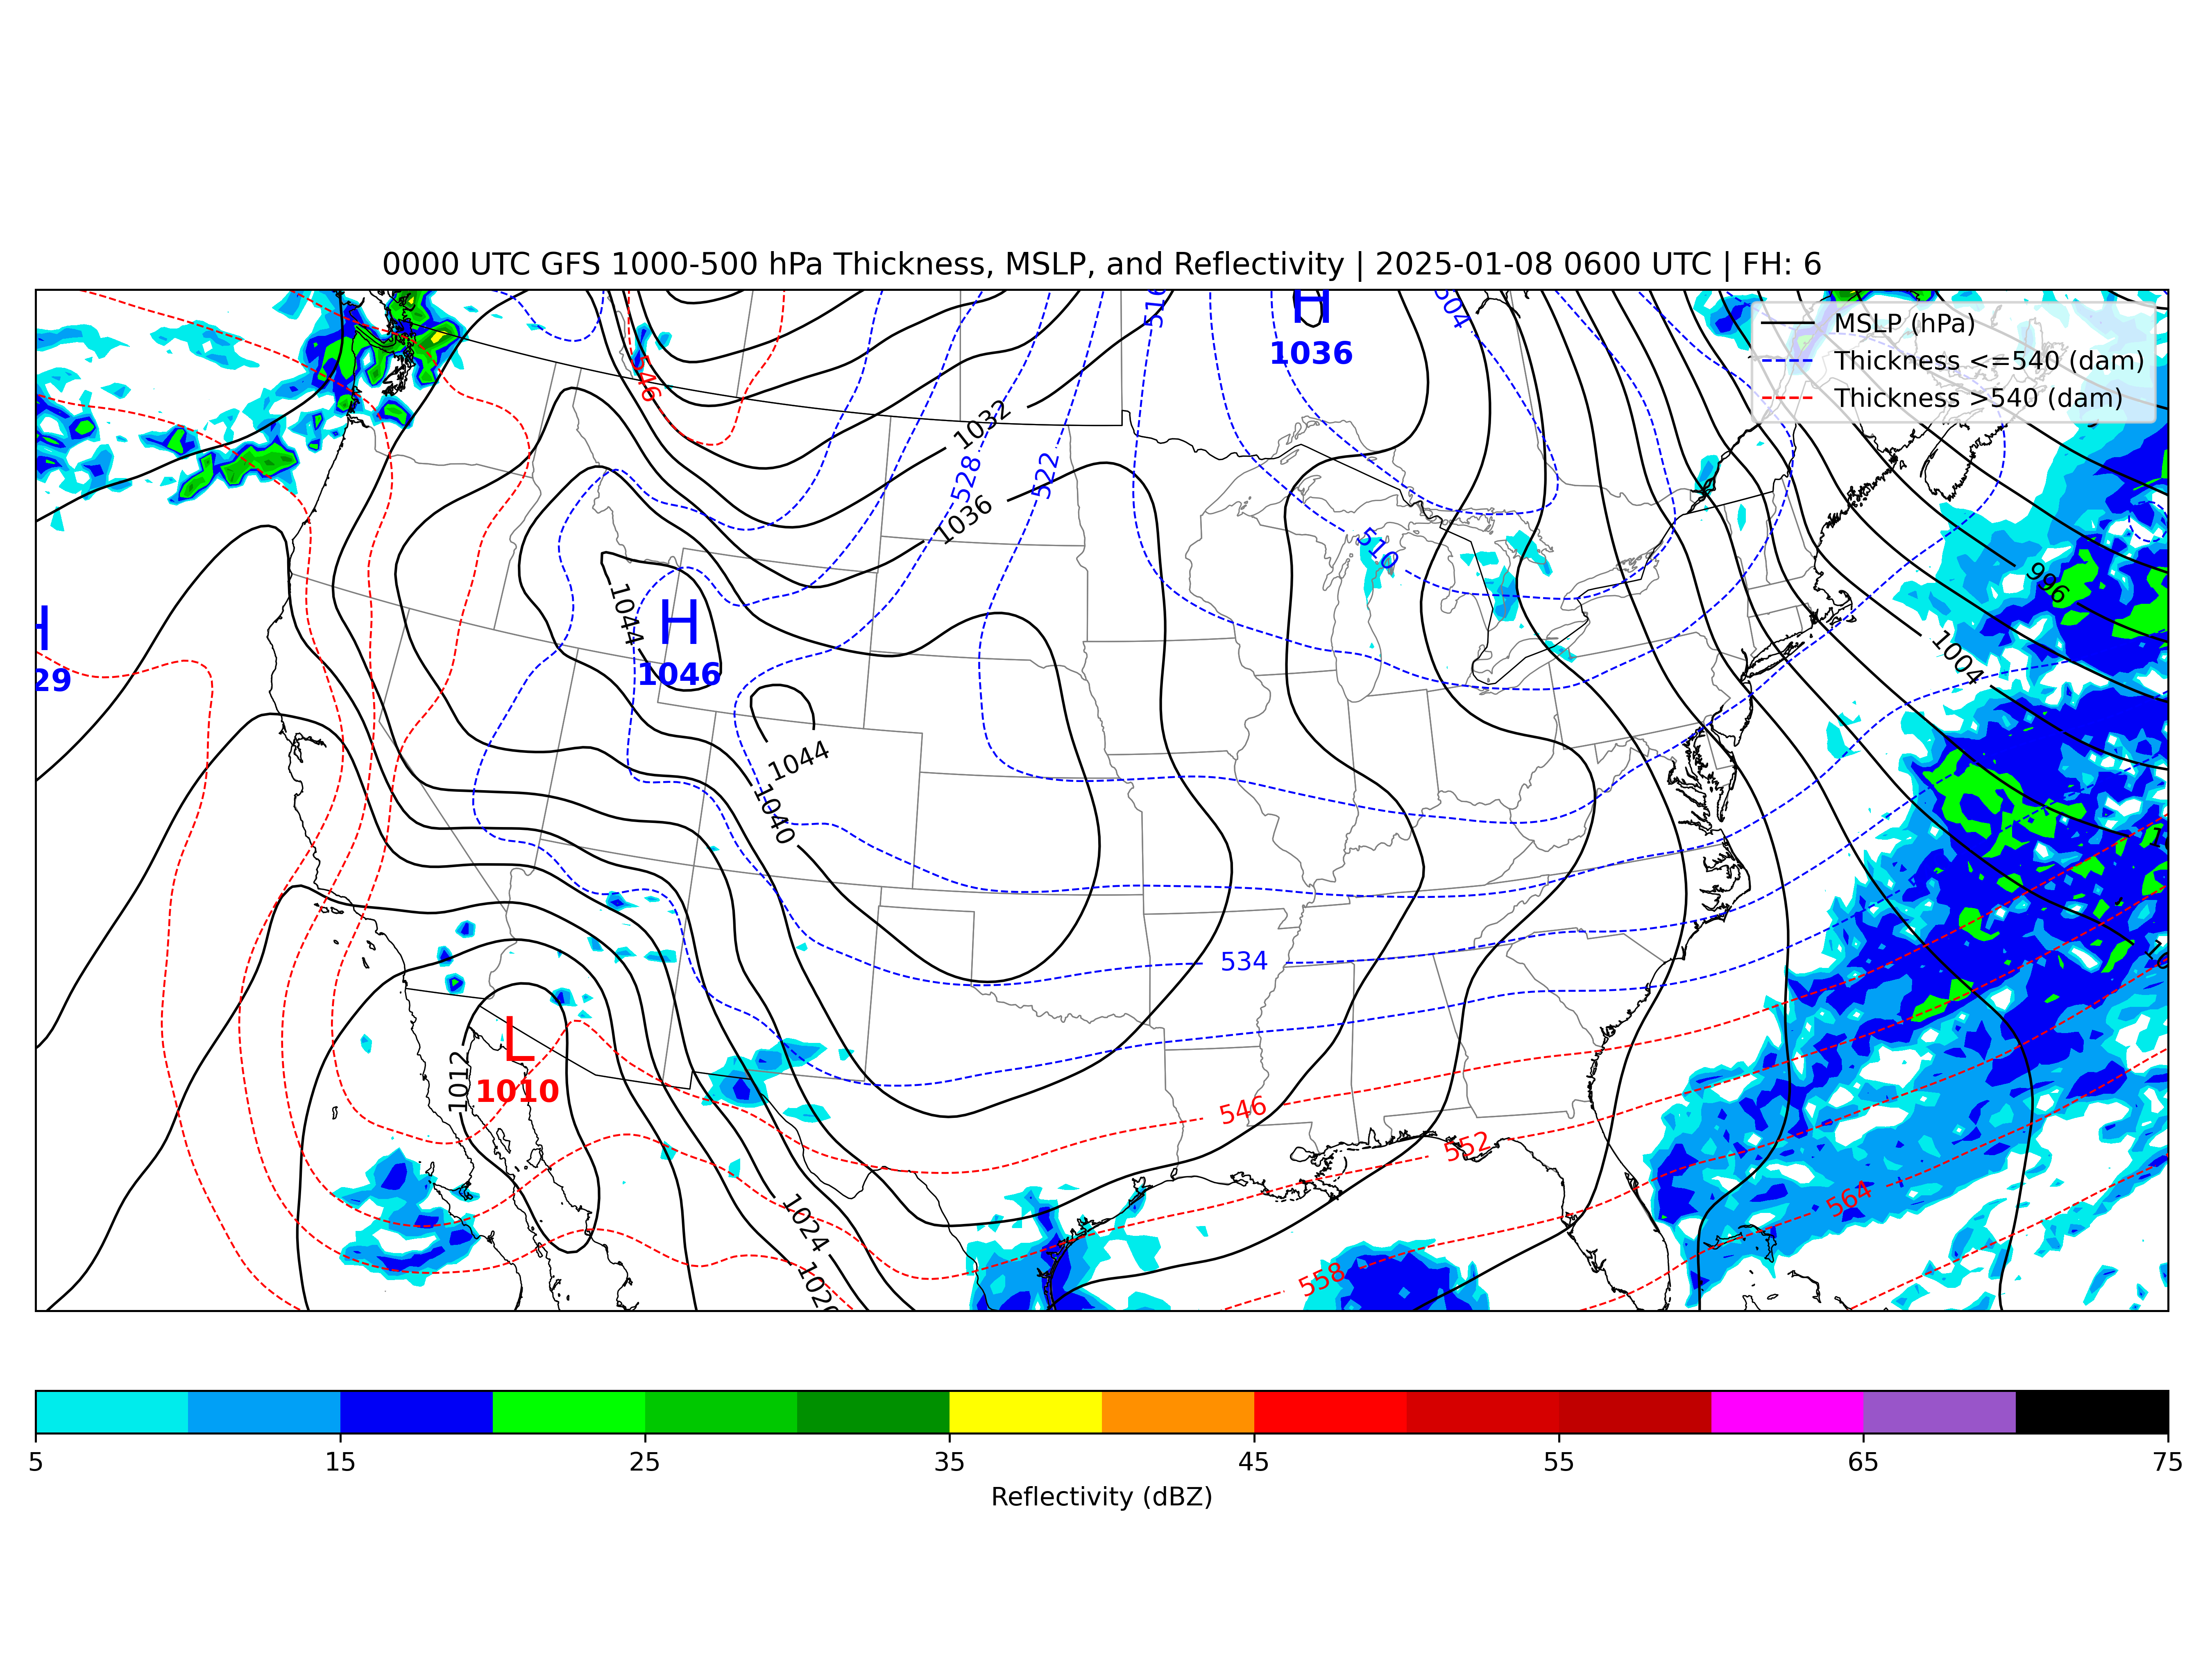 0000 UTC GFS 1000-500 hPa Thickness, MSLP, and Reflectivity | 2025-01-08 0600 UTC | FH: 6
MSLP (hPa)
Thickness <=540 (dam)
Thickness >540 (dam)
516
504
H
1036
546
1032
528
522
1036
510
996
1004
H
29
1044
H
1046
1044
1040
534
L
1010
1012
546
552
564
558
1024
1020
5 15 25 35 45 55 65 75
Reflectivity (dBZ)